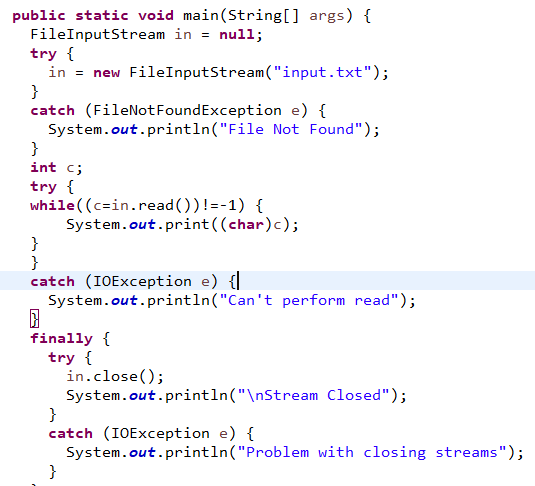 public static void main(String[] args) {
FileInputStream in = null;
try {
in = new FileInputStream("input.txt");
}
catch (FileNotFoundException e) {
System.out.println("File Not Found");
}
int c;
try {
while((c=in.read())!=-1) {
System.out.print((char)c);
}
}
catch (IOException e) {
System.out.println("Can't perform read");
}
finally {
try {
in.close();
System.out.println("\nStream Closed");
}
catch (IOException e) {
System.out.println("Problem with closing streams");
}